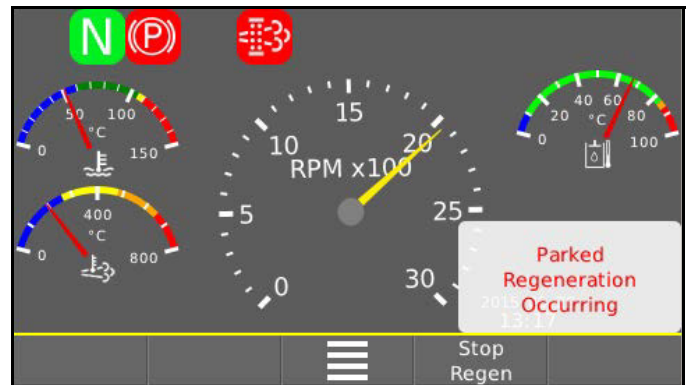 N (P)
50 100
°C
0 150
400
°C
0 800
0 5 10 15 20 25 30
RPM x100
0 20 40 60 80 100
°C
Parked
Regeneration
Occurring
13:17
Stop
Regen